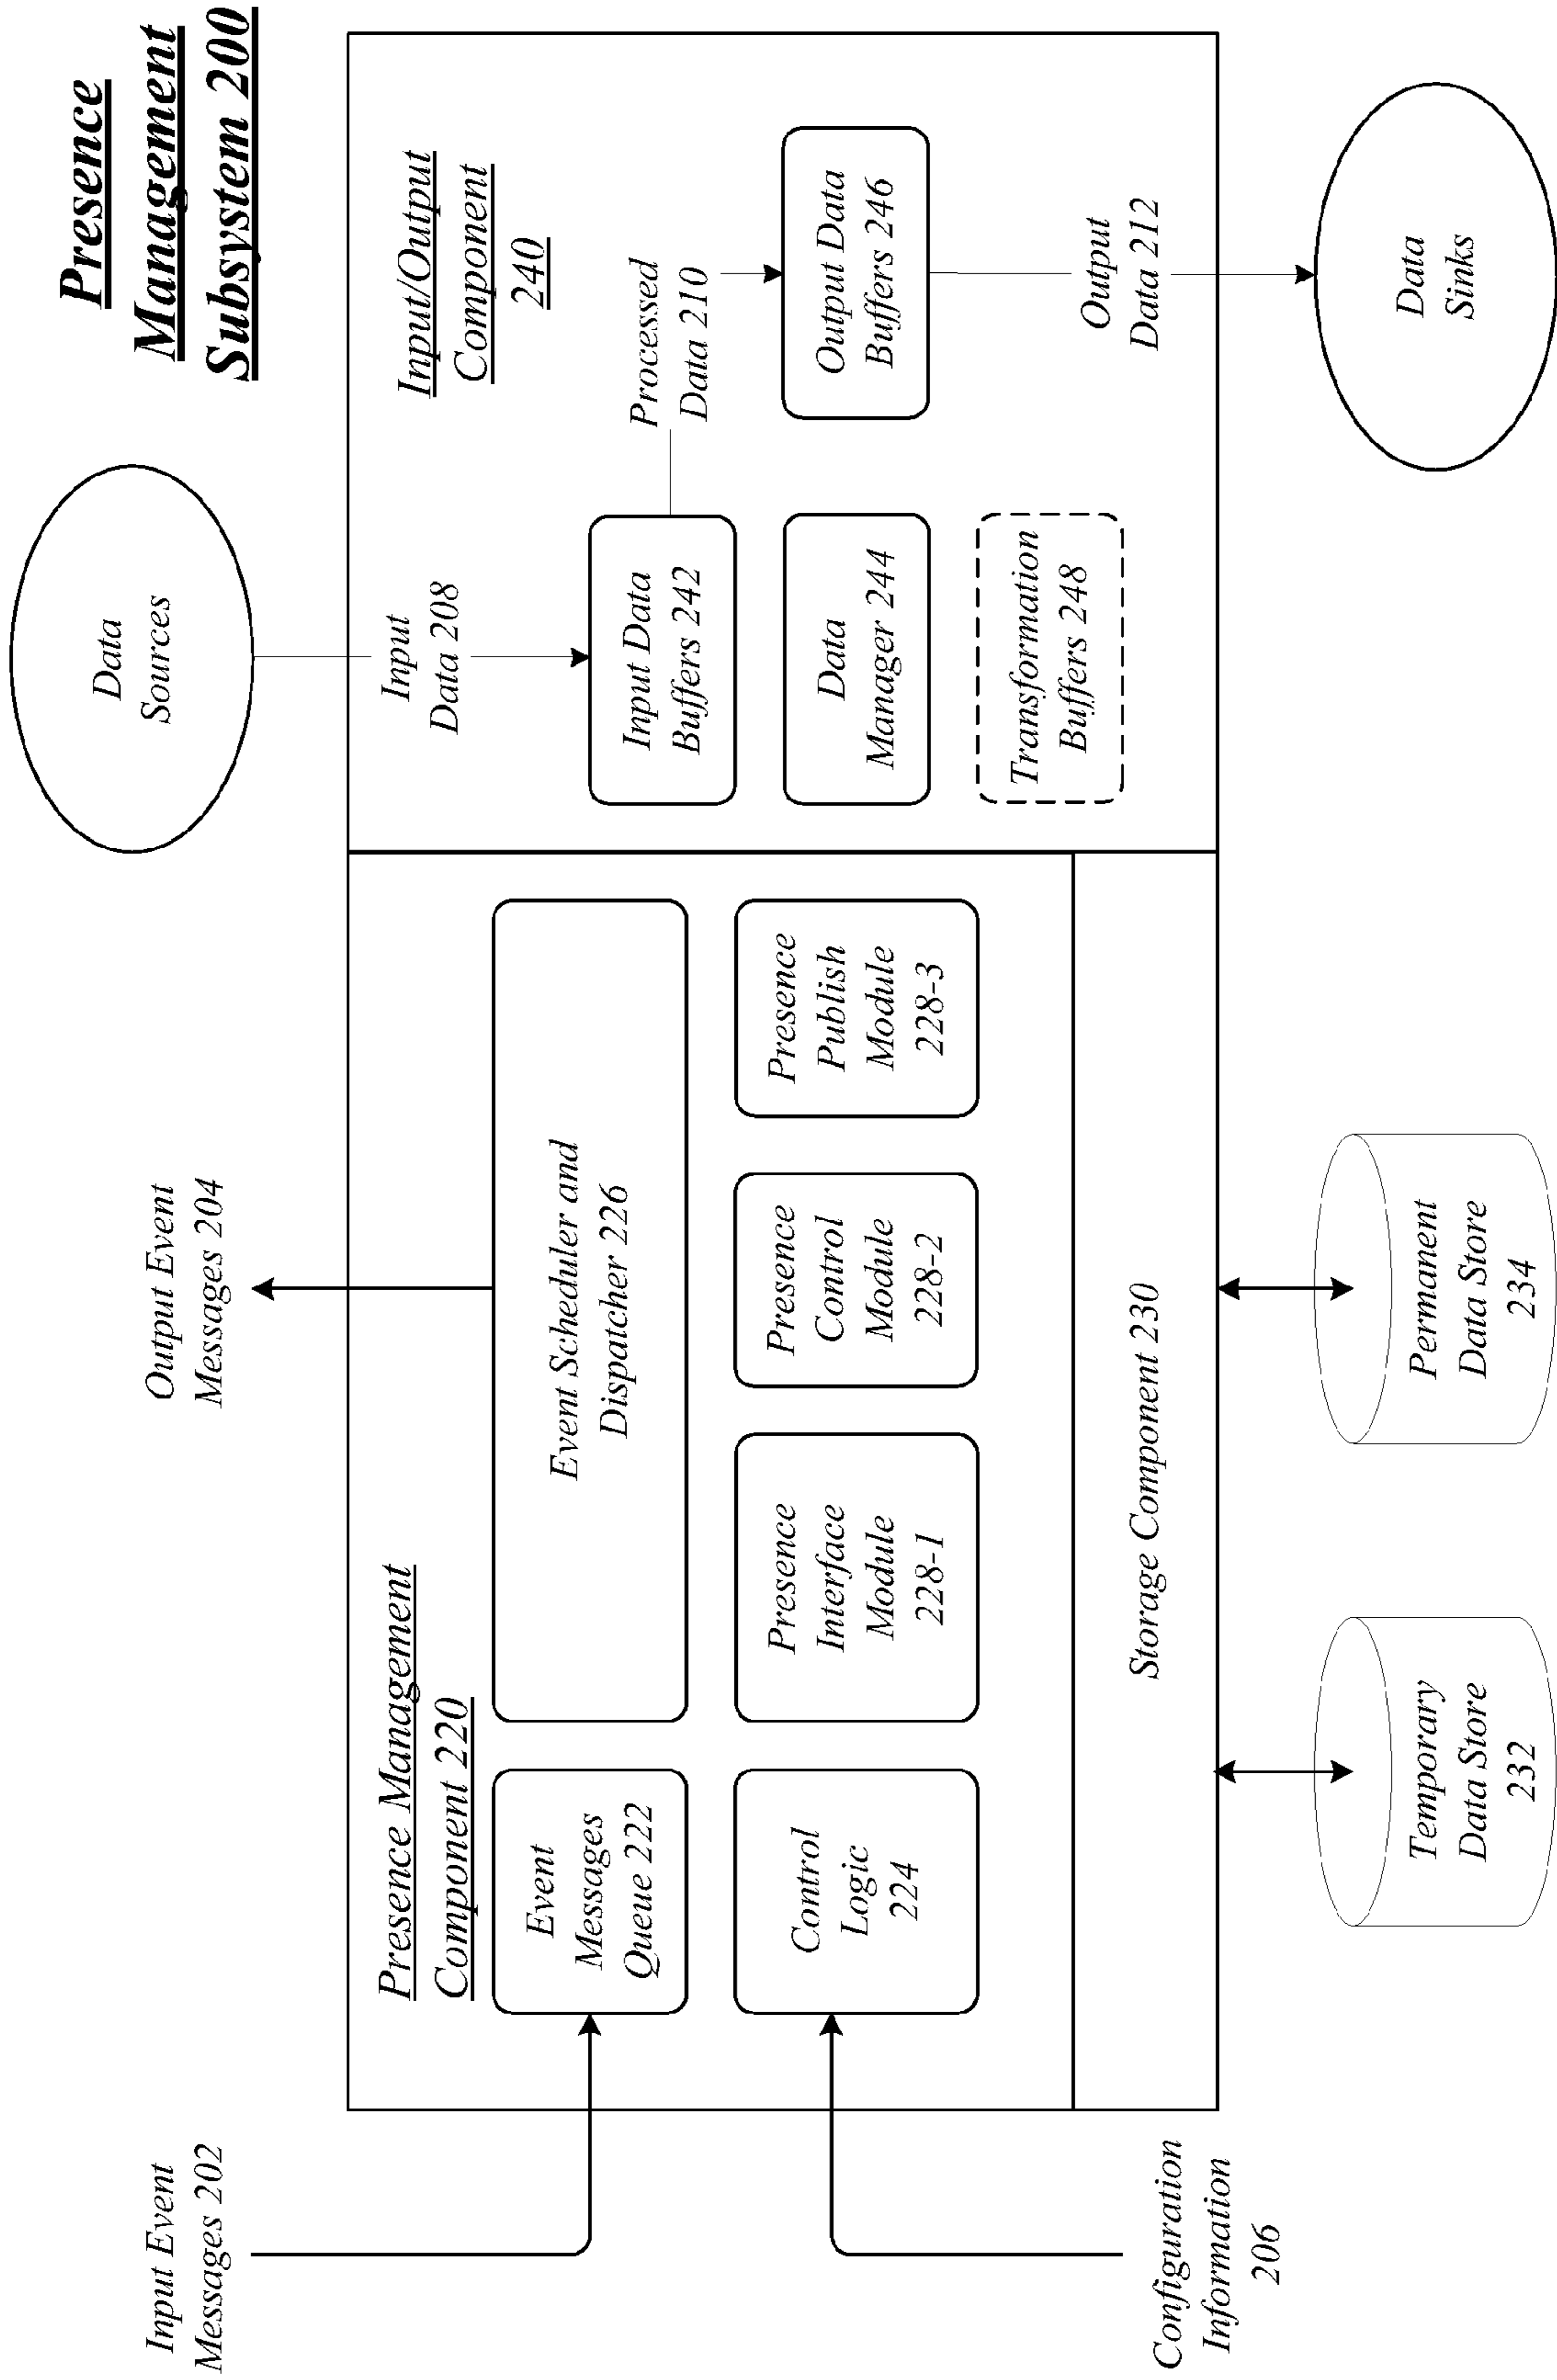 Presence
Management
Subsystem 200
Input Event
Messages 202
Output Event
Messages 204
Data
Sources
Presence Management
Component 220
Input/Output
Component
240
Input
Data 208
Event
Messages
Queue 222
Event Scheduler and
Dispatcher 226
Input Data
Buffers 242
Processed
Data 210
Control
Logic
224
Presence
Interface
Module
228-1
Presence
Control
Module
228-2
Presence
Publish
Module
228-3
Data
Manager 244
Output Data
Buffers 246
Transformation
Buffers 248
Output
Data 212
Storage Component 230
Configuration
Information
206
Temporary
Data Store
232
Permanent
Data Store
234
Data
Sinks